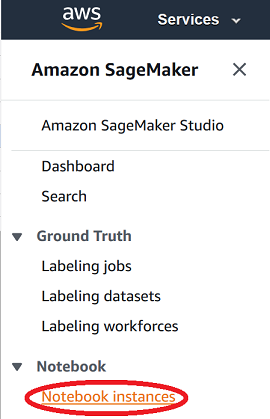 aws
Services
Amazon SageMaker
Amazon SageMaker Studio
Dashboard
Search
Ground Truth
Labeling jobs
Labeling datasets
Labeling workforces
Notebook
Notebook instances